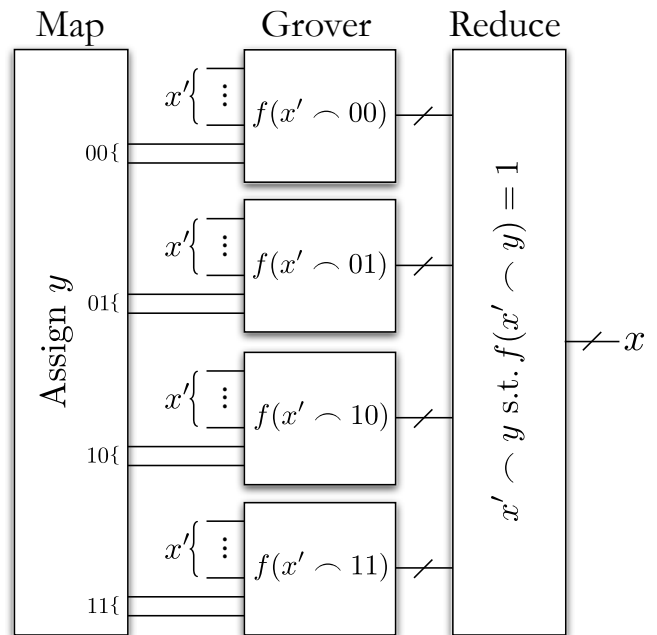 Map Grover Reduce
x′ { ⋮ f(x′ ⌢ 00)
00{
x′ { ⋮ f(x′ ⌢ 01)
01{
Assign y
x′ ⌢ y s.t. f(x′ ⌢ y) = 1
x
x′ { ⋮ f(x′ ⌢ 10)
10{
x′ { ⋮ f(x′ ⌢ 11)
11{